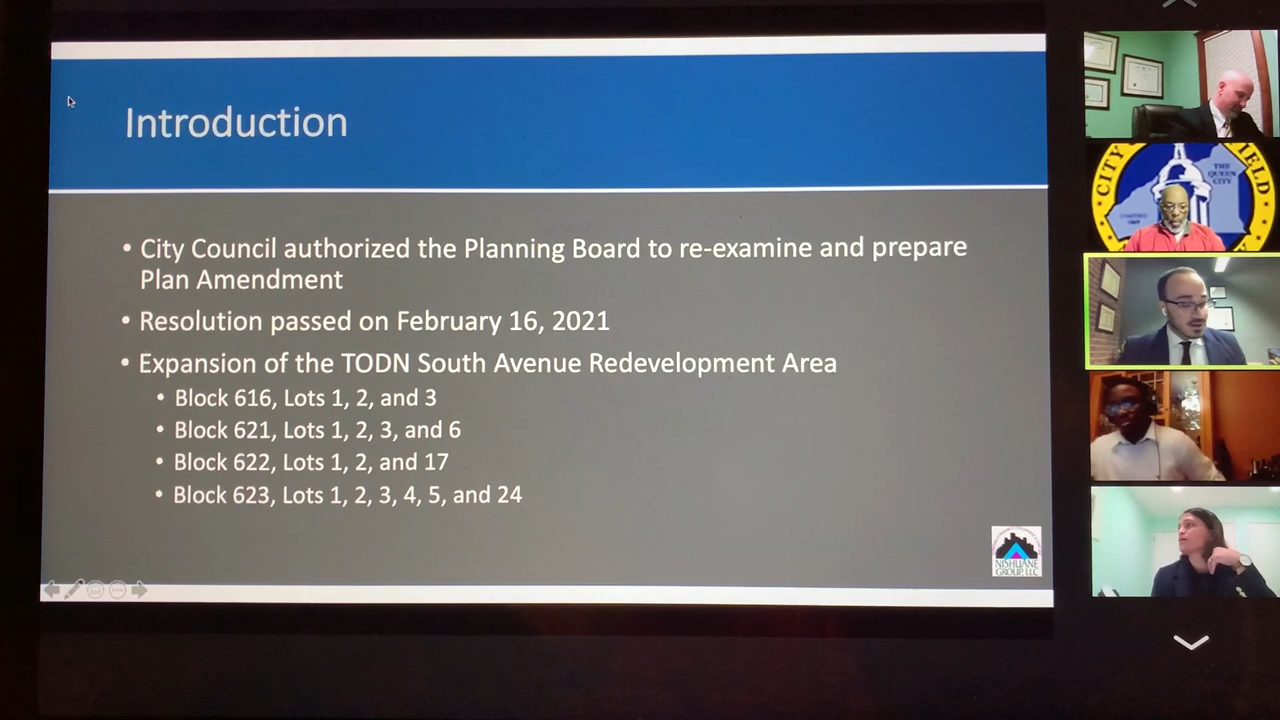 Introduction
• City Council authorized the Planning Board to re-examine and prepare
Plan Amendment
• Resolution passed on February 16, 2021
• Expansion of the TODN South Avenue Redevelopment Area
• Block 616, Lots 1, 2, and 3
• Block 621, Lots 1, 2, 3, and 6
• Block 622, Lots 1, 2, and 17
• Block 623, Lots 1, 2, 3, 4, 5, and 24
NISHUANE
GROUP, LLC
CITY
IELD
THE
QUEEN
CITY